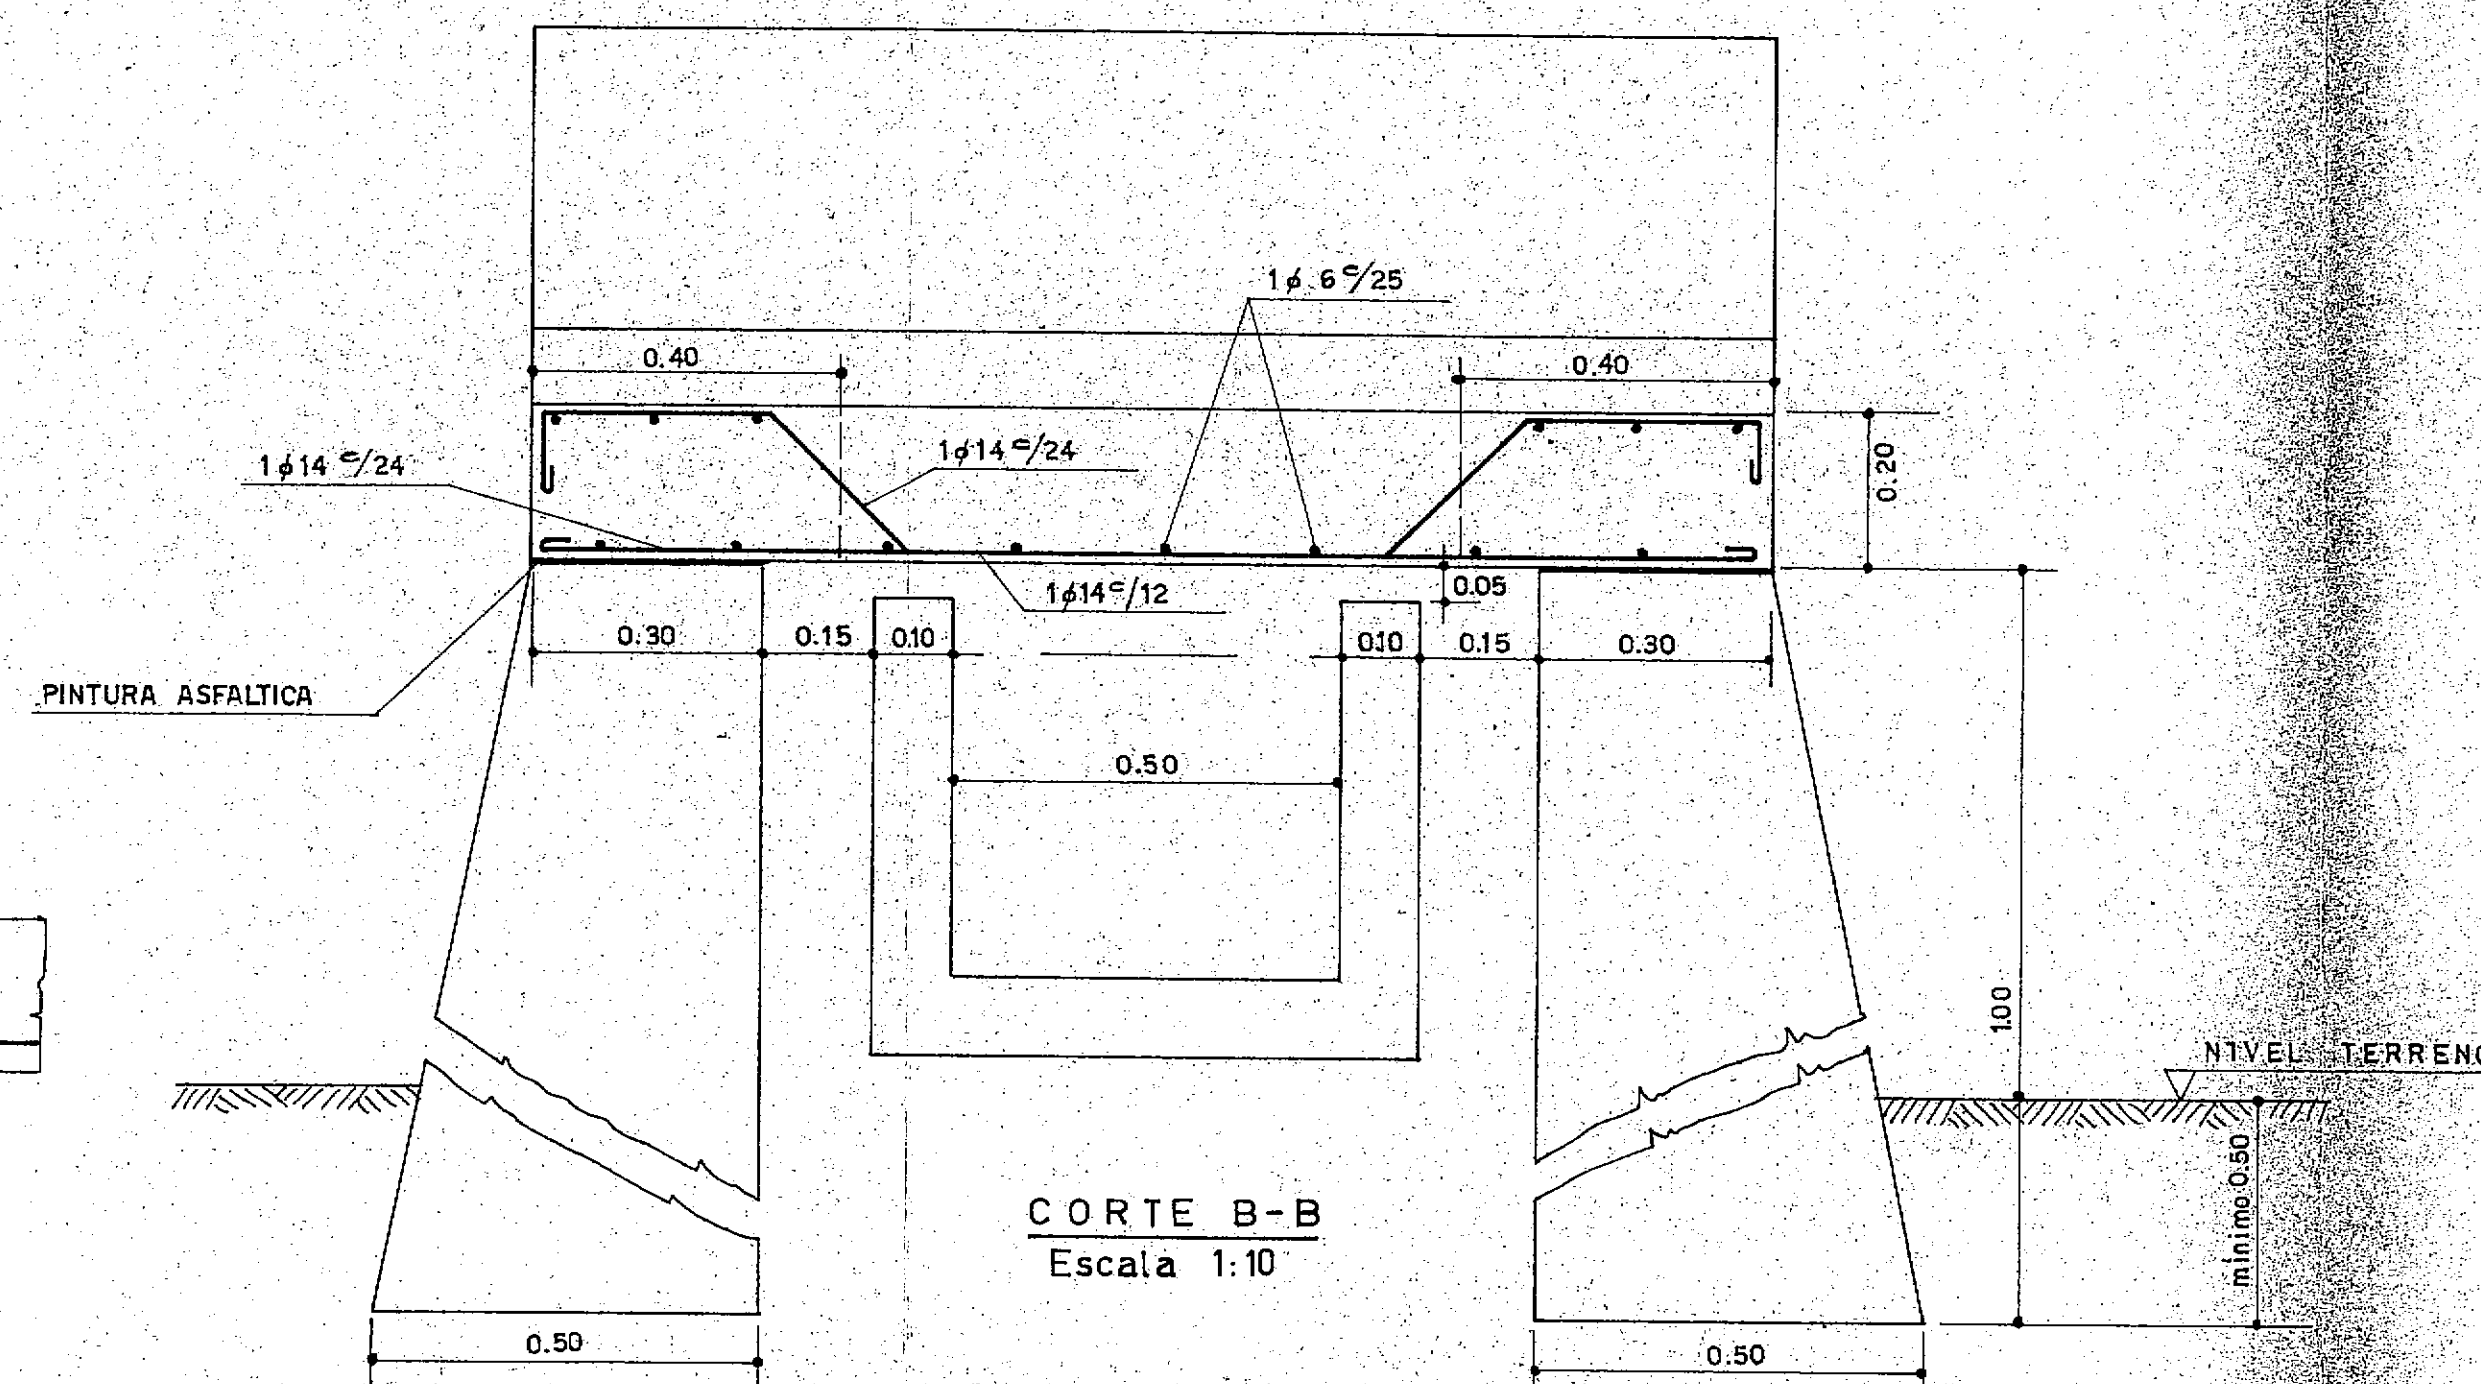 1ϕ 6 c/25
0.40
0.40
1ϕ14 c/24
1ϕ14 c/24
0.20
1ϕ14 c/12
0.05
0.30
0.15
0.10
0.10
0.15
0.30
PINTURA ASFALTICA
0.50
1.00
NIVEL TERRENO
mínimo 0.50
CORTE B-B
Escala 1:10
0.50
0.50